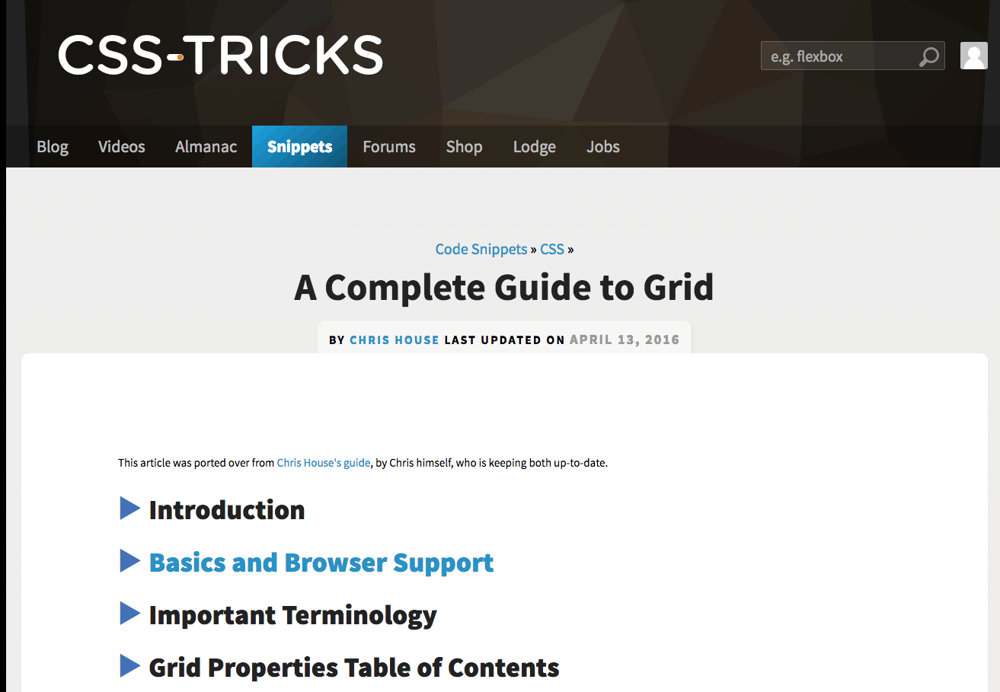 CSS-TRICKS
e.g. flexbox
Blog Videos Almanac Snippets Forums Shop Lodge Jobs
Code Snippets » CSS »
A Complete Guide to Grid
BY CHRIS HOUSE LAST UPDATED ON APRIL 13, 2016
This article was ported over from Chris House's guide, by Chris himself, who is keeping both up-to-date.
Introduction
Basics and Browser Support
Important Terminology
Grid Properties Table of Contents